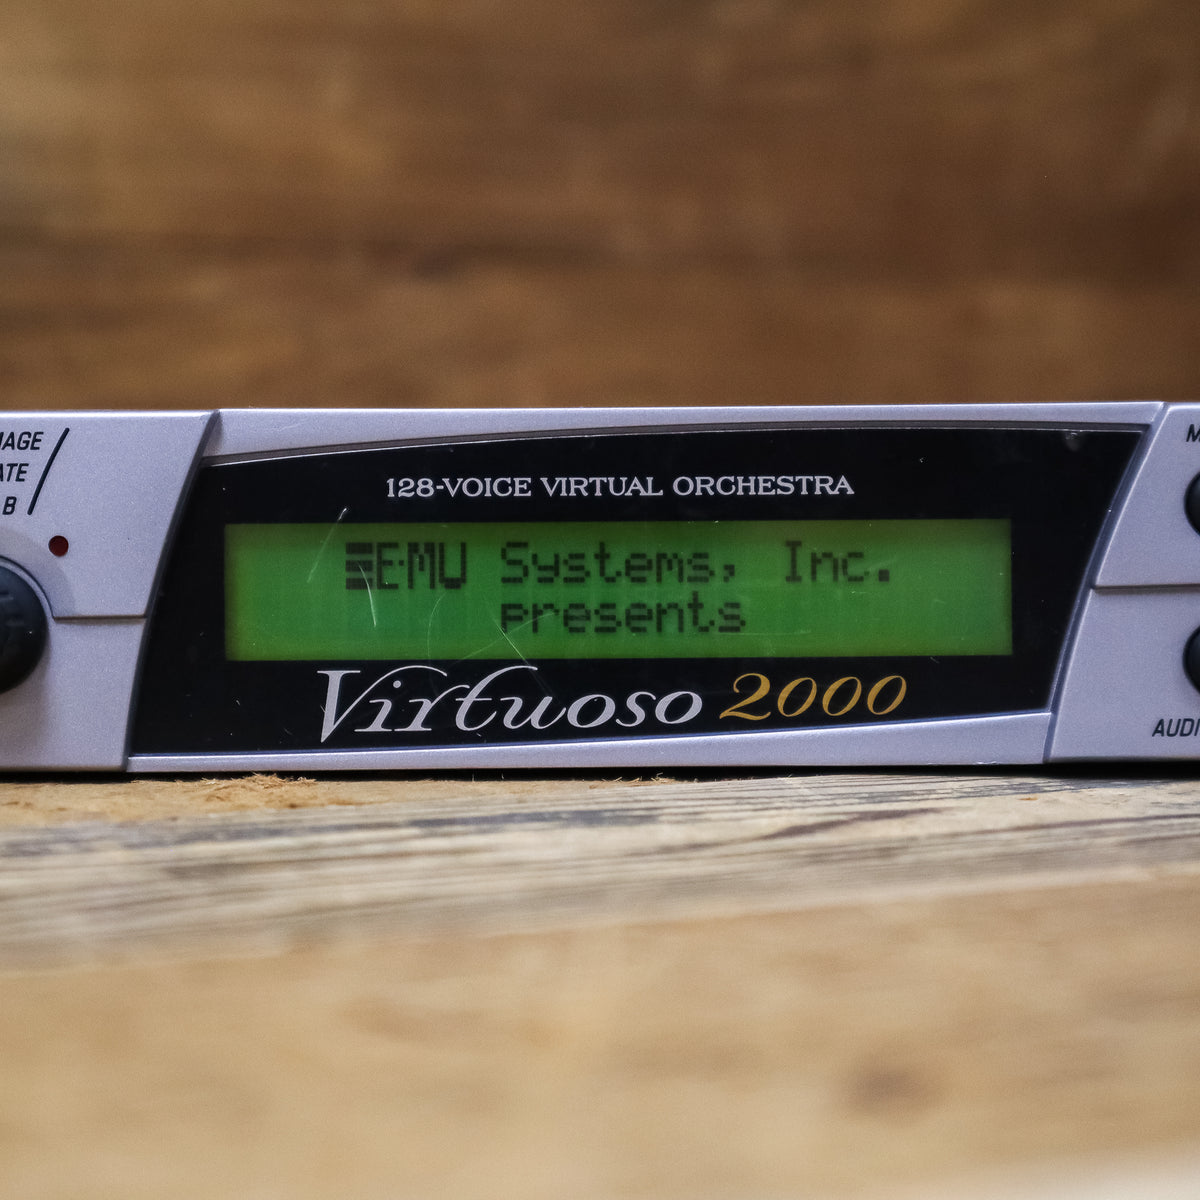 128-VOICE VIRTUAL ORCHESTRA
E-MU Systems, Inc.
presents
Virtuoso 2000
B